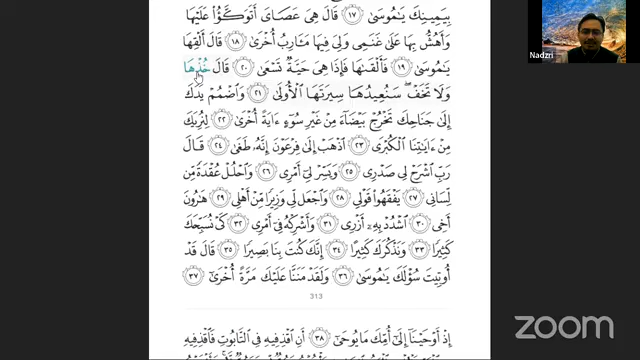 بِيَمِينِكَ يَـٰمُوسَىٰ ١٧ قَالَ هِىَ عَصَاىَ أَتَوَكَّؤُا۟ عَلَيْهَا
وَأَهُشُّ بِهَا عَلَىٰ غَنَمِى وَلِىَ فِيهَا مَـَٔارِبُ أُخْرَىٰ ١٨ قَالَ أَلْقِهَا
يَـٰمُوسَىٰ ١٩ فَأَلْقَىٰهَا فَإِذَا هِىَ حَيَّةٌ تَسْعَىٰ ٢٠ قَالَ خُذْهَا
وَلَا تَخَفْ ۖ سَنُعِيدُهَا سِيرَتَهَا ٱلْأُولَىٰ ٢١ وَٱضْمُمْ يَدَكَ
إِلَىٰ جَنَاحِكَ تَخْرُجْ بَيْضَآءَ مِنْ غَيْرِ سُوٓءٍ ءَايَةً أُخْرَىٰ ٢٢ لِنُرِيَكَ
مِنْ ءَايَـٰتِنَا ٱلْكُبْرَى ٢٣ ٱذْهَبْ إِلَىٰ فِرْعَوْنَ إِنَّهُۥ طَغَىٰ ٢٤ قَالَ
رَبِّ ٱشْرَحْ لِى صَدْرِى ٢٥ وَيَسِّرْ لِىٓ أَمْرِى ٢٦ وَٱحْلُلْ عُقْدَةً مِّن
لِّسَانِى ٢٧ يَفْقَهُوا۟ قَوْلِى ٢٨ وَٱجْعَل لِّى وَزِيرًا مِّنْ أَهْلِى ٢٩ هَـٰرُونَ
أَخِى ٣٠ ٱشْدُدْ بِهِۦٓ أَزْرِى ٣١ وَأَشْرِكْهُ فِىٓ أَمْرِى ٣٢ كَىْ نُسَبِّحَكَ
كَثِيرًا ٣٣ وَنَذْكُرَكَ كَثِيرًا ٣٤ إِنَّكَ كُنتَ بِنَا بَصِيرًا ٣٥ قَالَ قَدْ
أُوتِيتَ سُؤْلَكَ يَـٰمُوسَىٰ ٣٦ وَلَقَدْ مَنَنَّا عَلَيْكَ مَرَّةً أُخْرَىٰٓ ٣٧
313
إِذْ أَوْحَيْنَآ إِلَىٰٓ أُمِّكَ مَا يُوحَىٰٓ ٣٨ أَنِ ٱقْذِفِيهِ فِى ٱلتَّابُوتِ فَٱقْذِفِيهِ
Nadzri
zoom